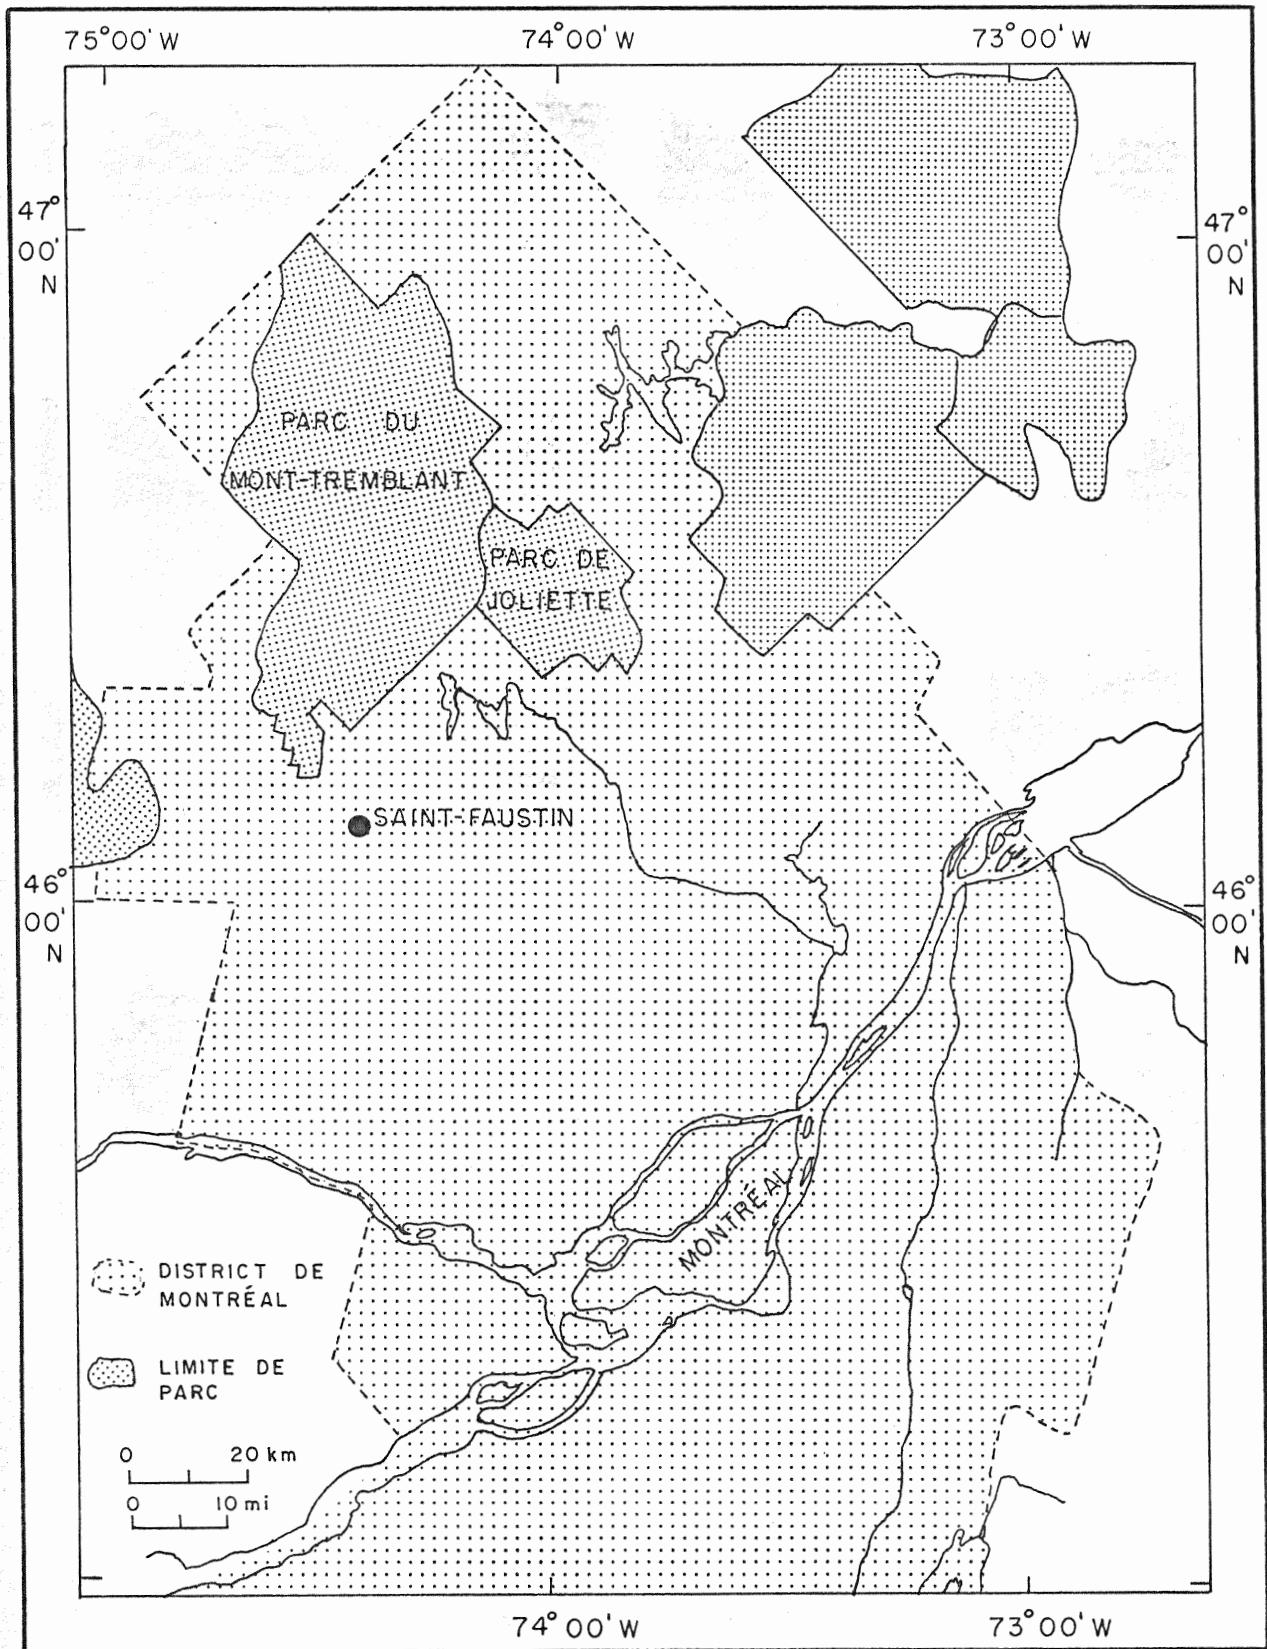 75°00'W 74°00'W 73°00'W
47°
00'
N
47°
00'
N
PARC DU
MONT-TREMBLANT
PARC DE
JOLIETTE
SAINT-FAUSTIN
46°
00'
N
46°
00'
N
MONTRÉAL
DISTRICT DE
MONTRÉAL
LIMITE DE
PARC
0 20 km
0 10 mi
74°00'W 73°00'W